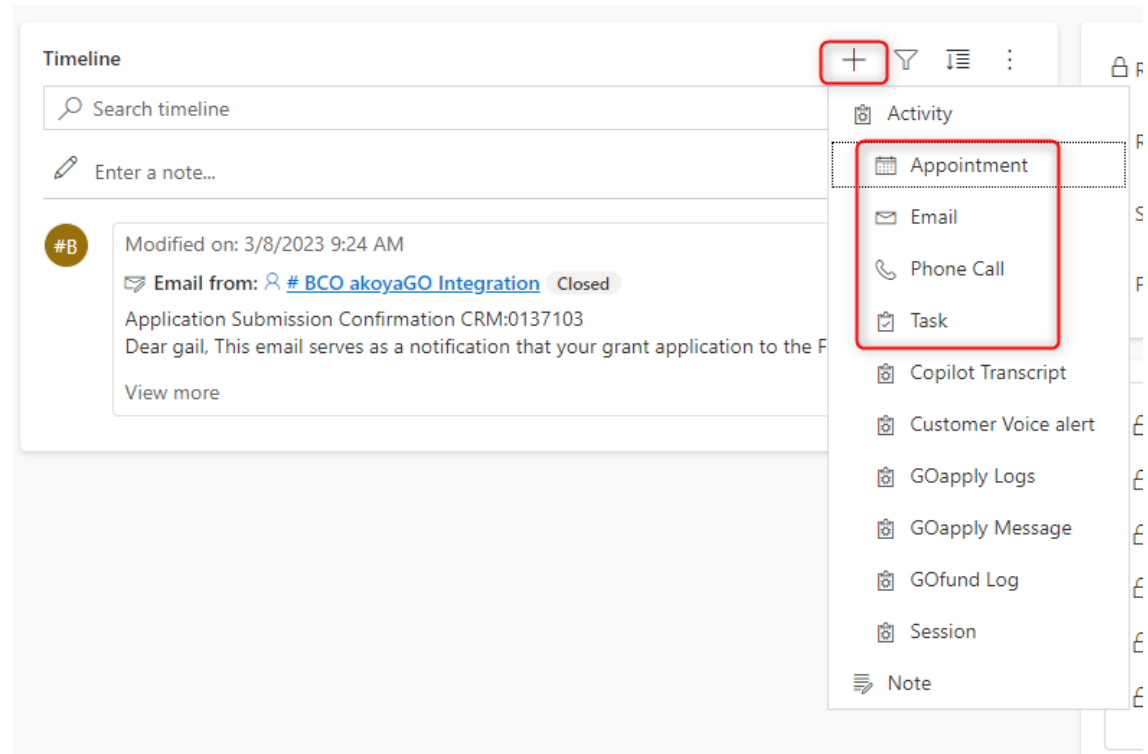 Timeline
Search timeline
Enter a note...
#B
Modified on: 3/8/2023 9:24 AM
Email from: # BCO akoyaGO Integration Closed
Application Submission Confirmation CRM:0137103
Dear gail, This email serves as a notification that your grant application to the F
View more
Activity
Appointment
Email
Phone Call
Task
Copilot Transcript
Customer Voice alert
GOapply Logs
GOapply Message
GOfund Log
Session
Note
R
R
S